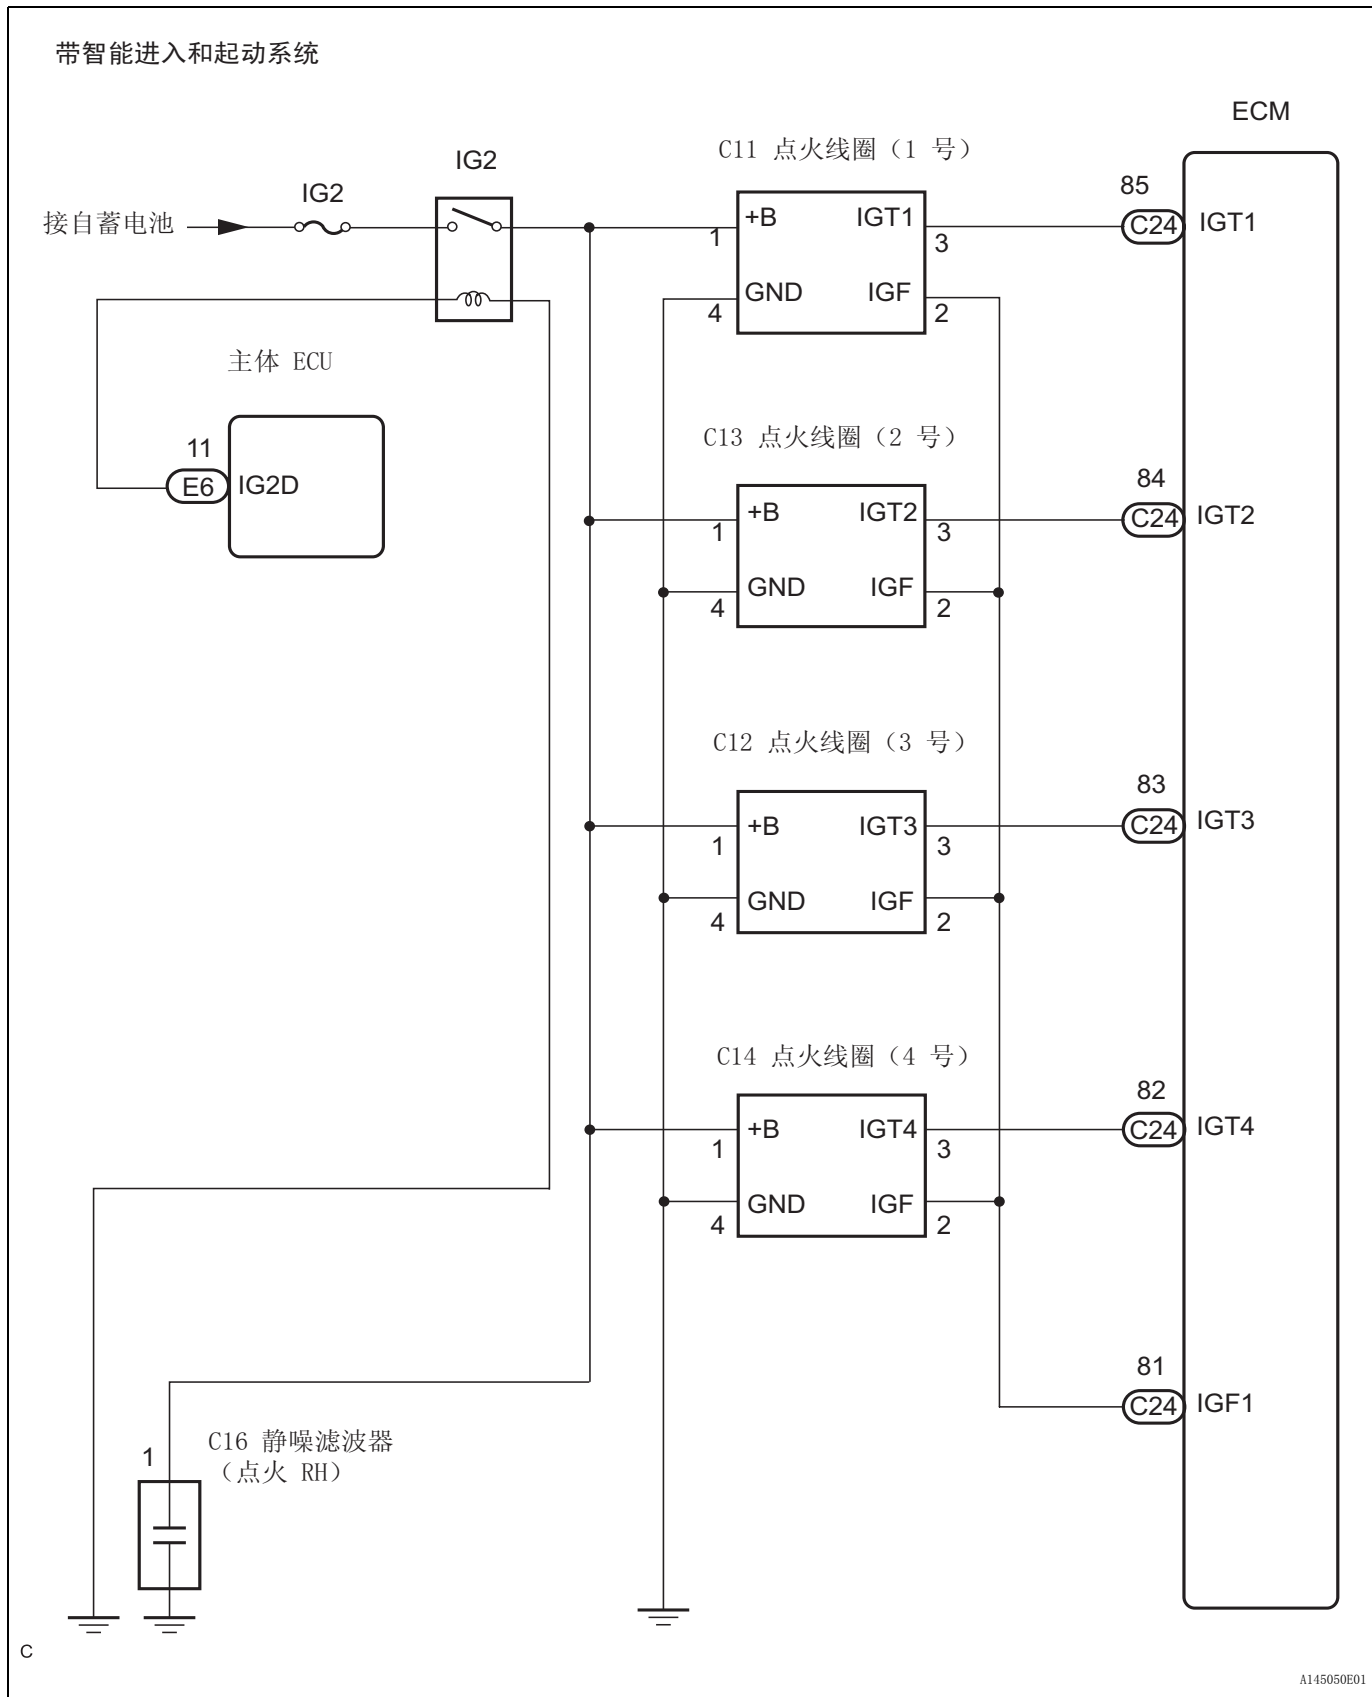 带智能进入和起动系统
ECM
C11 点火线圈（1 号）
IG2
IG2
接自蓄电池
85
+B
IGT1
1
3
C24
IGT1
GND
IGF
4
2
主体 ECU
11
E6
IG2D
C13 点火线圈（2 号）
84
+B
IGT2
1
3
C24
IGT2
GND
IGF
4
2
C12 点火线圈（3 号）
83
+B
IGT3
1
3
C24
IGT3
GND
IGF
4
2
C14 点火线圈（4 号）
82
+B
IGT4
1
3
C24
IGT4
GND
IGF
4
2
81
C24
IGF1
1
C16 静噪滤波器
（点火 RH）
C
A145050E01